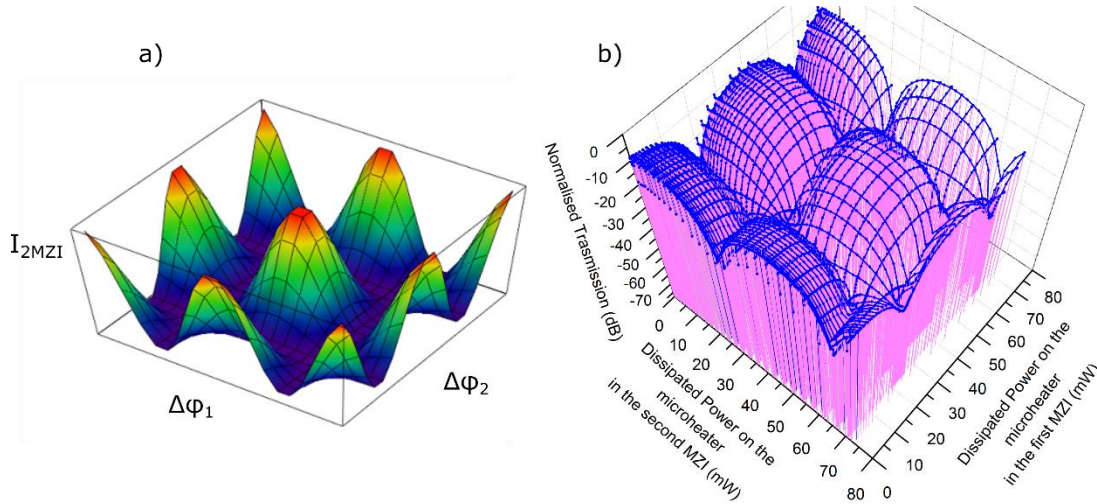 a)
I2MZI
Δφ1
Δφ2
b)
Normalised Trasmission (dB)
0
-10
-20
-30
-40
-50
-60
-70
0
10
20
30
40
50
60
70
80
Dissipated Power on the
microheater
in the second MZI (mW)
0
10
20
30
40
50
60
70
80
Dissipated Power on the
microheater
in the first MZI (mW)